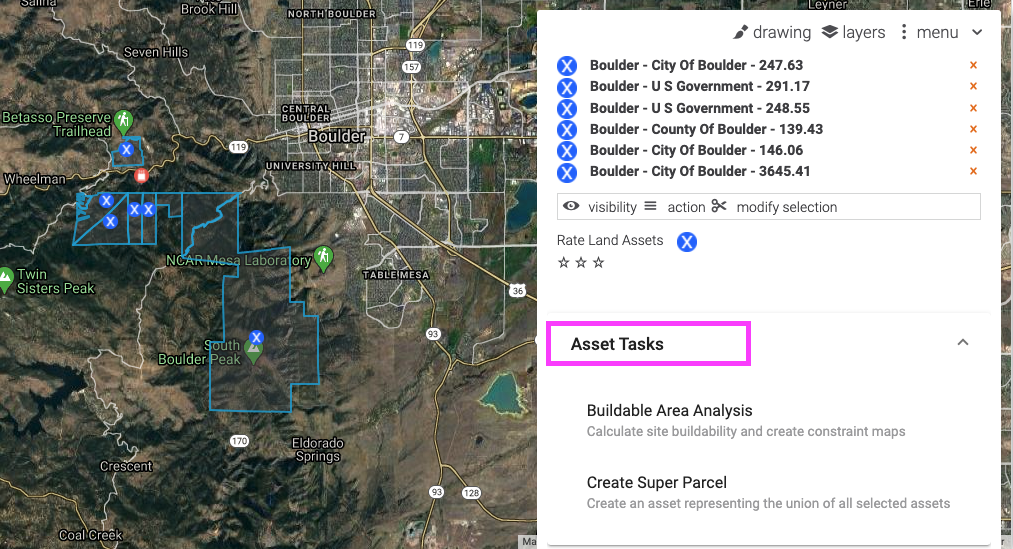 Salina
Brook Hill
NORTH BOULDER
Leyner
Erie
drawing layers menu
119
Seven Hills
157
Boulder - City Of Boulder - 247.63 x
Boulder - U S Government - 291.17 x
Betasso Preserve
Trailhead
CENTRAL
BOULDER
Boulder
7
Boulder - U S Government - 248.55 x
Boulder - County Of Boulder - 139.43 x
X
119
Boulder - City Of Boulder - 146.06 x
UNIVERSITY HILL
Wheelman
Boulder - City Of Boulder - 3645.41 x
X
X
X X
visibility action modify selection
Rate Land Assets X
NCAR Mesa Laboratory
Twin
Sisters Peak
TABLE MESA
36
93
South
Boulder Peak
X
Asset Tasks
Buildable Area Analysis
Calculate site buildability and create constraint maps
170
Eldorado
Springs
Crescent
93
128
Create Super Parcel
Create an asset representing the union of all selected assets
Coal Creek
Ma